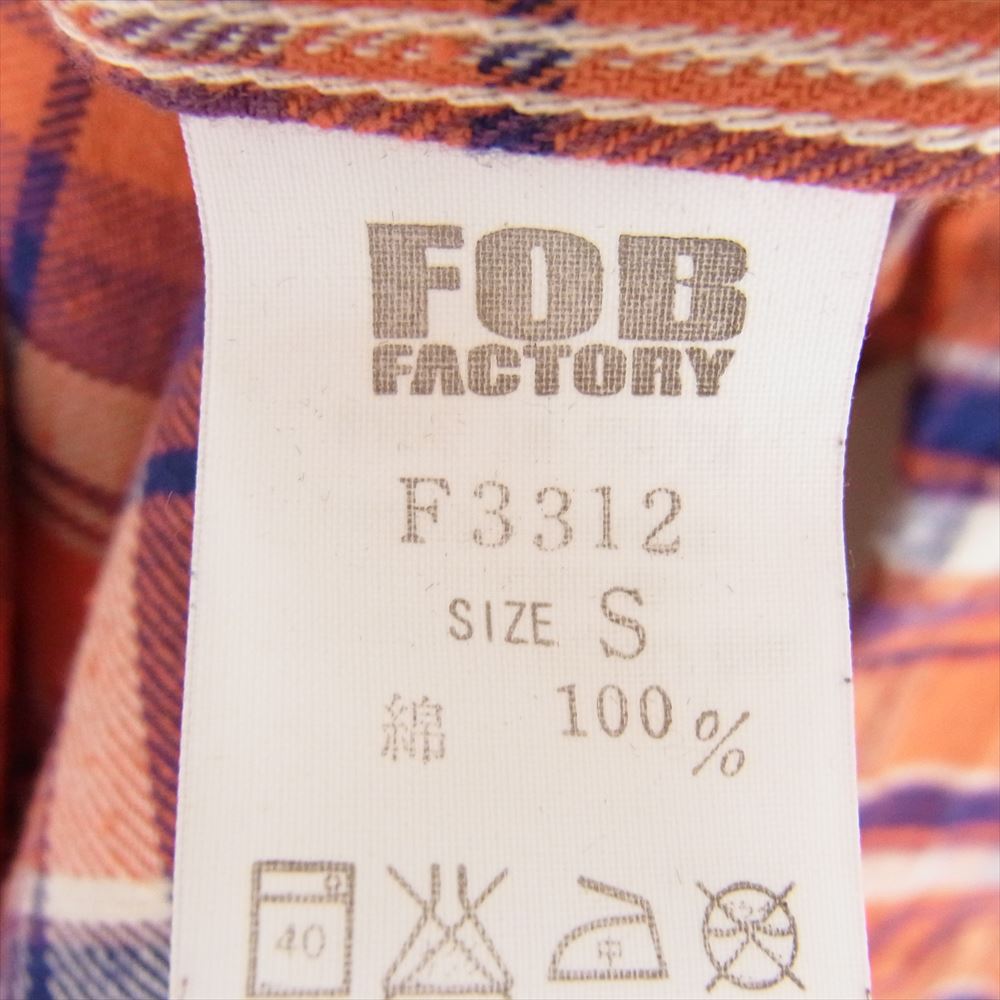 FOB
FACTORY
F3312
SIZE S
綿 100%
40 中